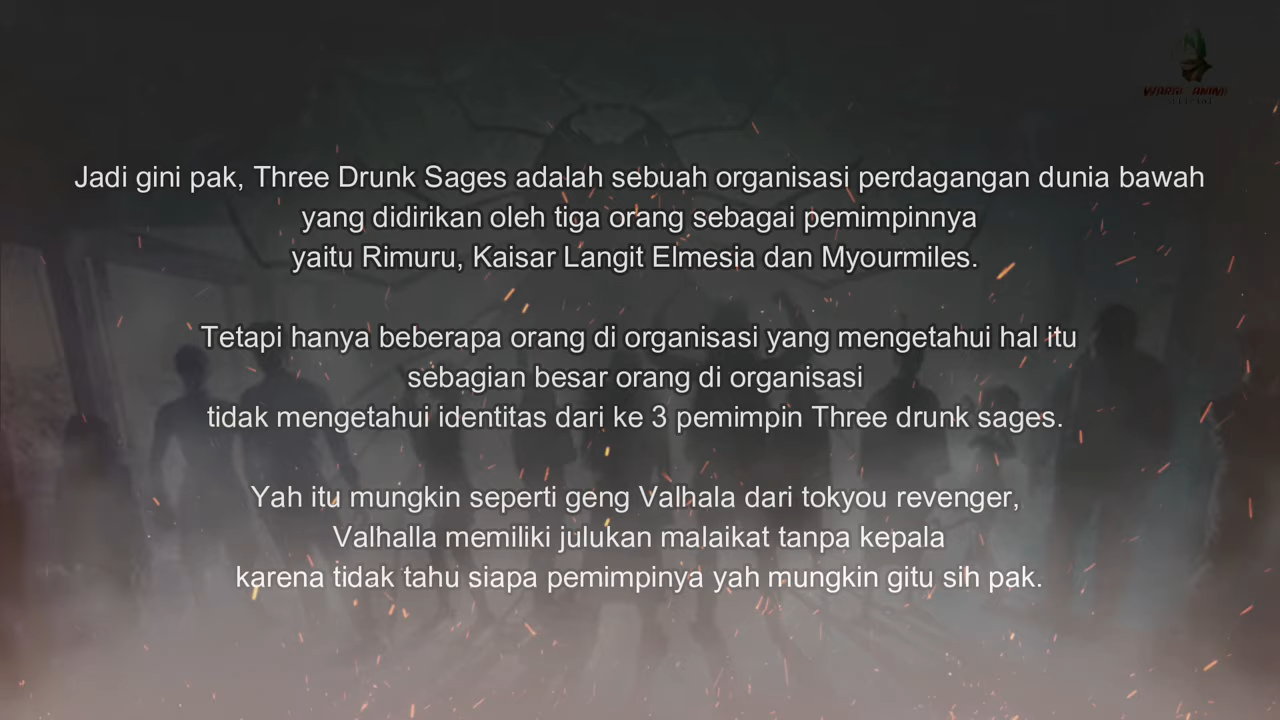 WARGI ANIME
Jadi gini pak, Three Drunk Sages adalah sebuah organisasi perdagangan dunia bawah
yang didirikan oleh tiga orang sebagai pemimpinnya
yaitu Rimuru, Kaisar Langit Elmesia dan Myourmiles.
Tetapi hanya beberapa orang di organisasi yang mengetahui hal itu
sebagian besar orang di organisasi
tidak mengetahui identitas dari ke 3 pemimpin Three drunk sages.
Yah itu mungkin seperti geng Valhala dari tokyou revenger,
Valhalla memiliki julukan malaikat tanpa kepala
karena tidak tahu siapa pemimpinya yah mungkin gitu sih pak.